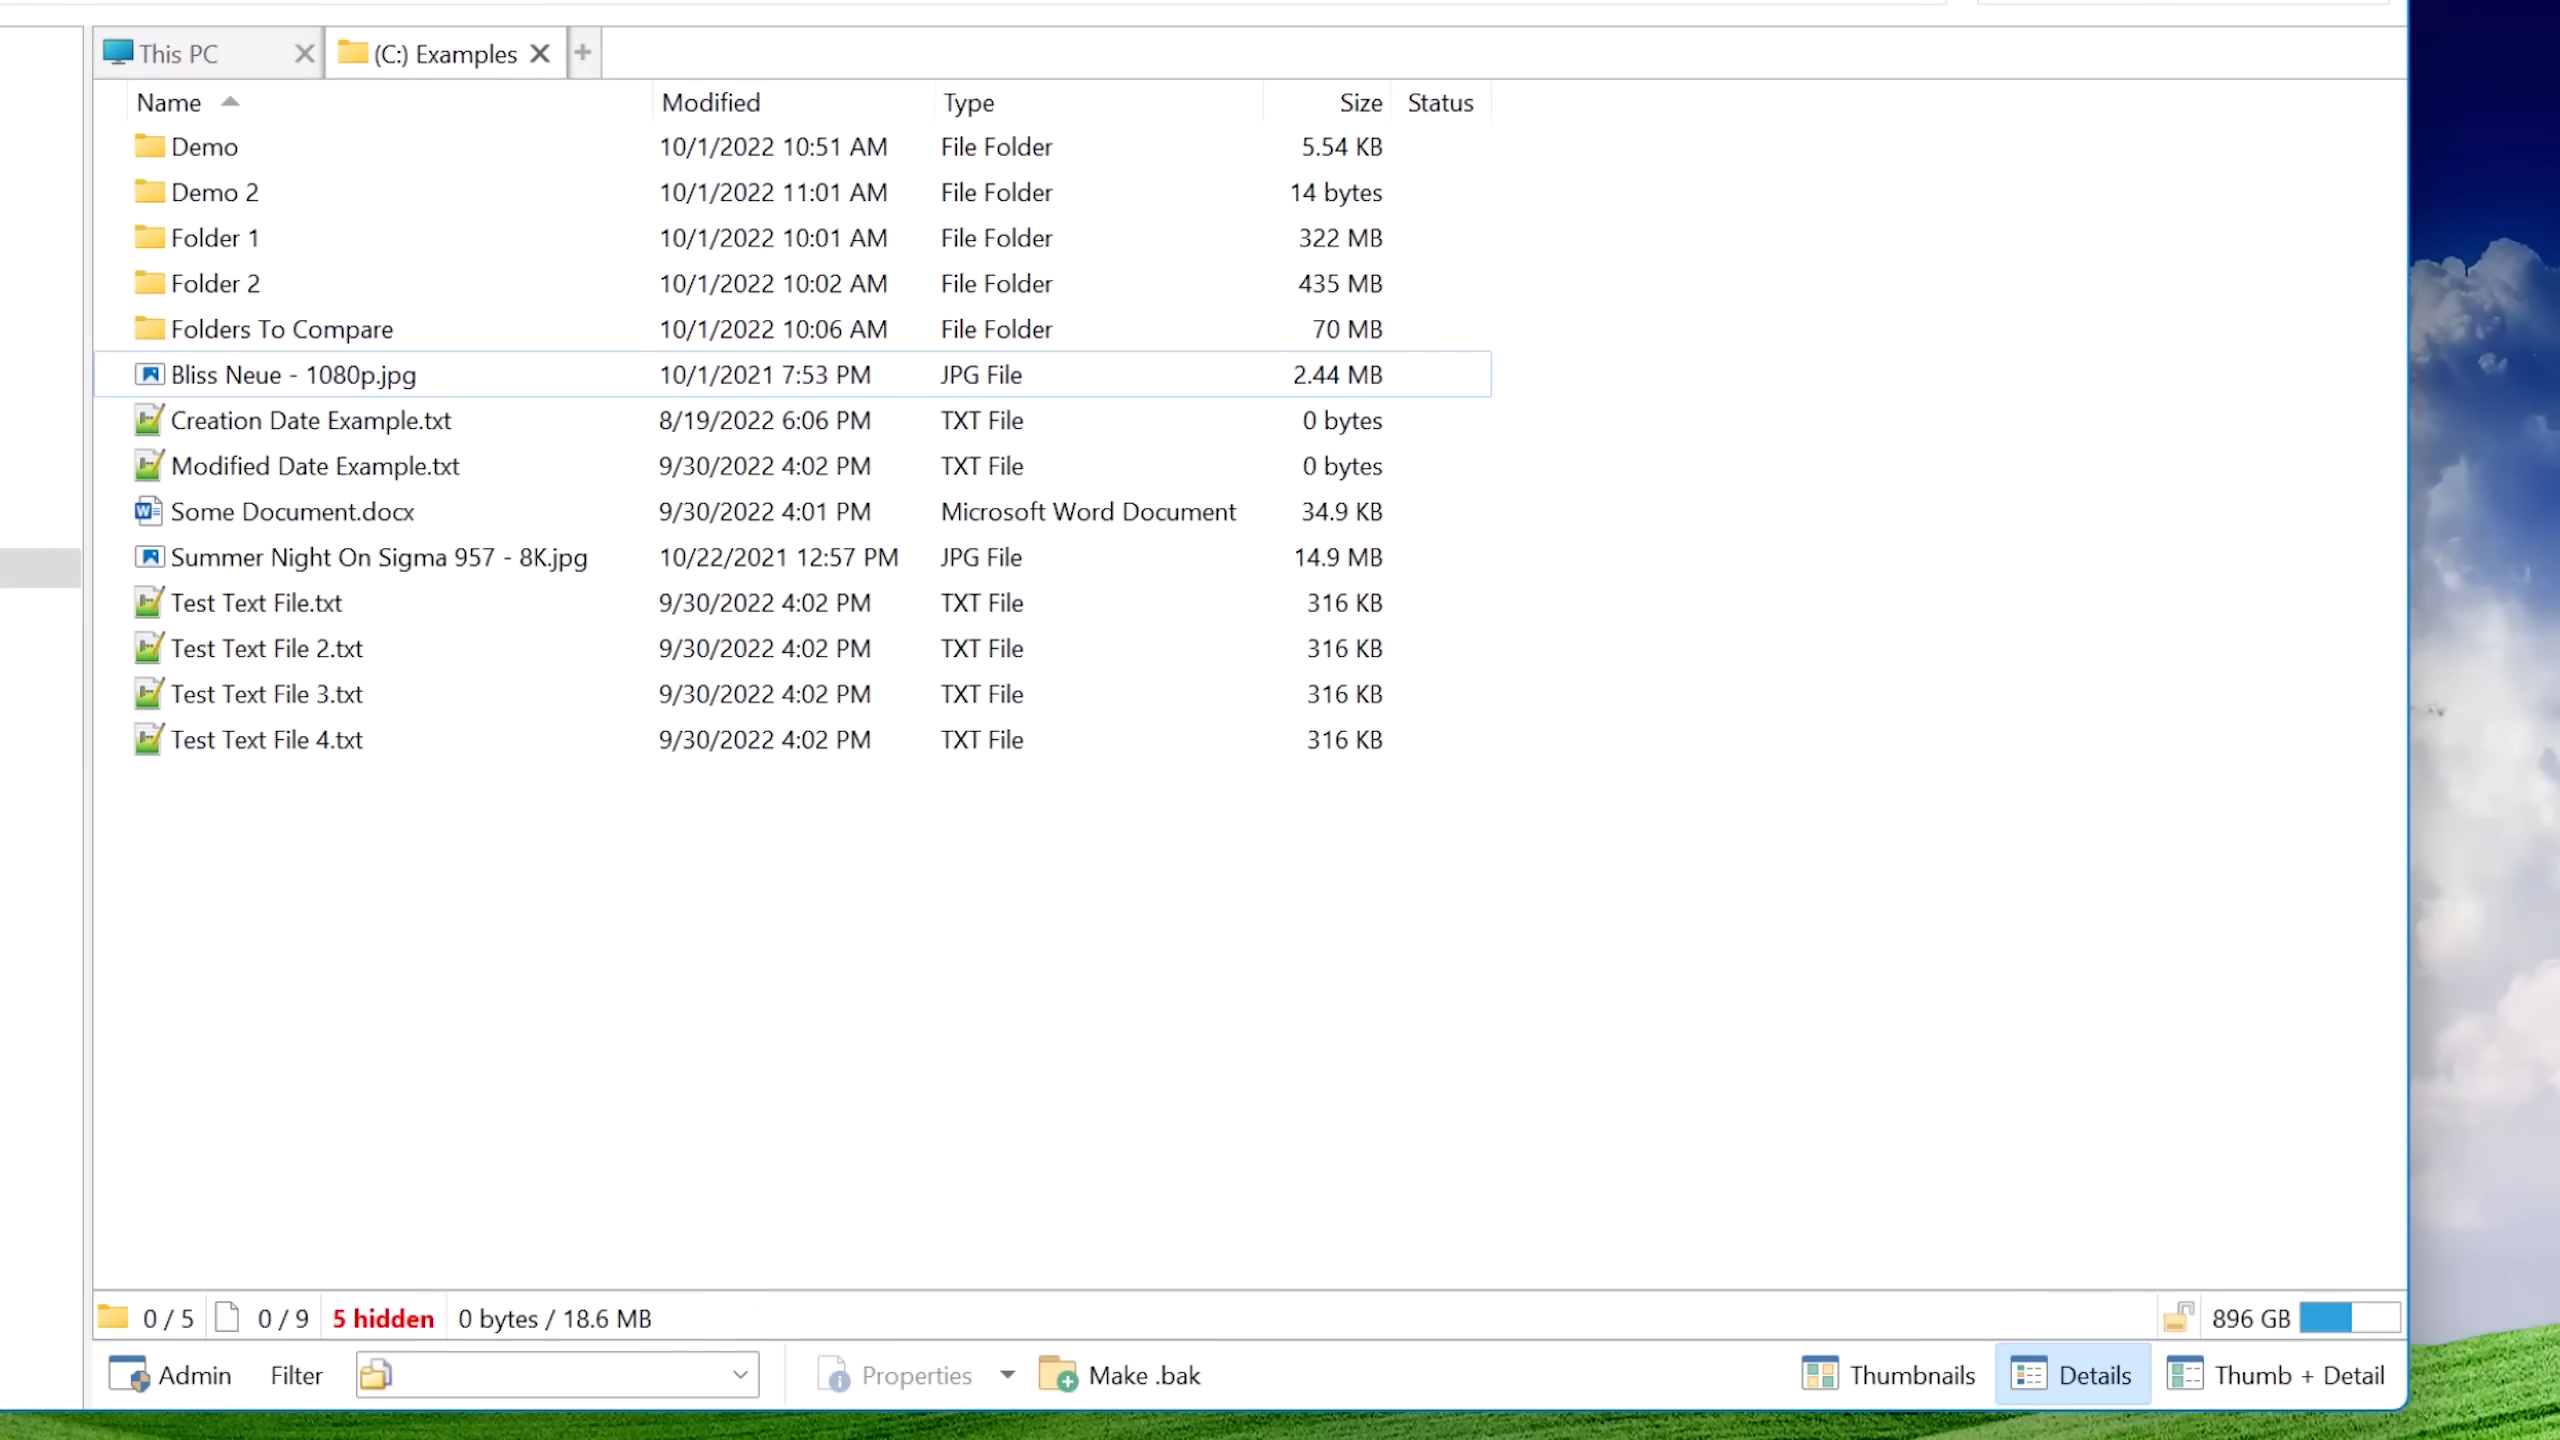 This PC (C:) Examples
Name Modified Type Size Status
Demo 10/1/2022 10:51 AM File Folder 5.54 KB
Demo 2 10/1/2022 11:01 AM File Folder 14 bytes
Folder 1 10/1/2022 10:01 AM File Folder 322 MB
Folder 2 10/1/2022 10:02 AM File Folder 435 MB
Folders To Compare 10/1/2022 10:06 AM File Folder 70 MB
Bliss Neue - 1080p.jpg 10/1/2021 7:53 PM JPG File 2.44 MB
Creation Date Example.txt 8/19/2022 6:06 PM TXT File 0 bytes
Modified Date Example.txt 9/30/2022 4:02 PM TXT File 0 bytes
Some Document.docx 9/30/2022 4:01 PM Microsoft Word Document 34.9 KB
Summer Night On Sigma 957 - 8K.jpg 10/22/2021 12:57 PM JPG File 14.9 MB
Test Text File.txt 9/30/2022 4:02 PM TXT File 316 KB
Test Text File 2.txt 9/30/2022 4:02 PM TXT File 316 KB
Test Text File 3.txt 9/30/2022 4:02 PM TXT File 316 KB
Test Text File 4.txt 9/30/2022 4:02 PM TXT File 316 KB
0 / 5 0 / 9 5 hidden 0 bytes / 18.6 MB 896 GB
Admin Filter Properties Make .bak Thumbnails Details Thumb + Detail